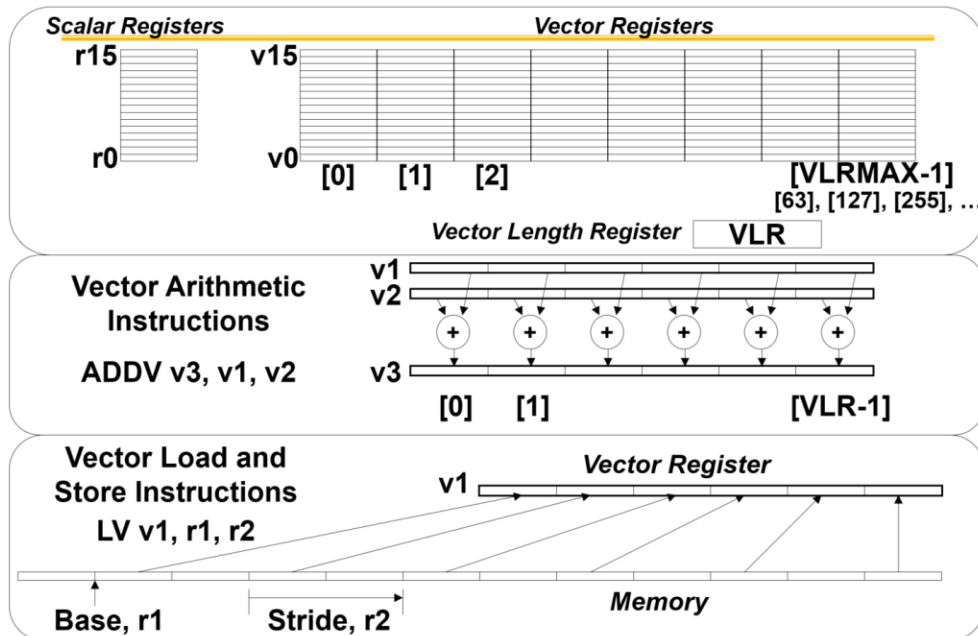 Scalar Registers
Vector Registers
r15
v15
r0
v0
[0] [1] [2] [VLRMAX-1]
[63], [127], [255], …
Vector Length Register VLR
Vector Arithmetic
Instructions
ADDV v3, v1, v2
v1
v2
+ + + + + +
v3
[0] [1] [VLR-1]
Vector Load and
Store Instructions
LV v1, r1, r2
Vector Register
v1
Base, r1
Stride, r2
Memory